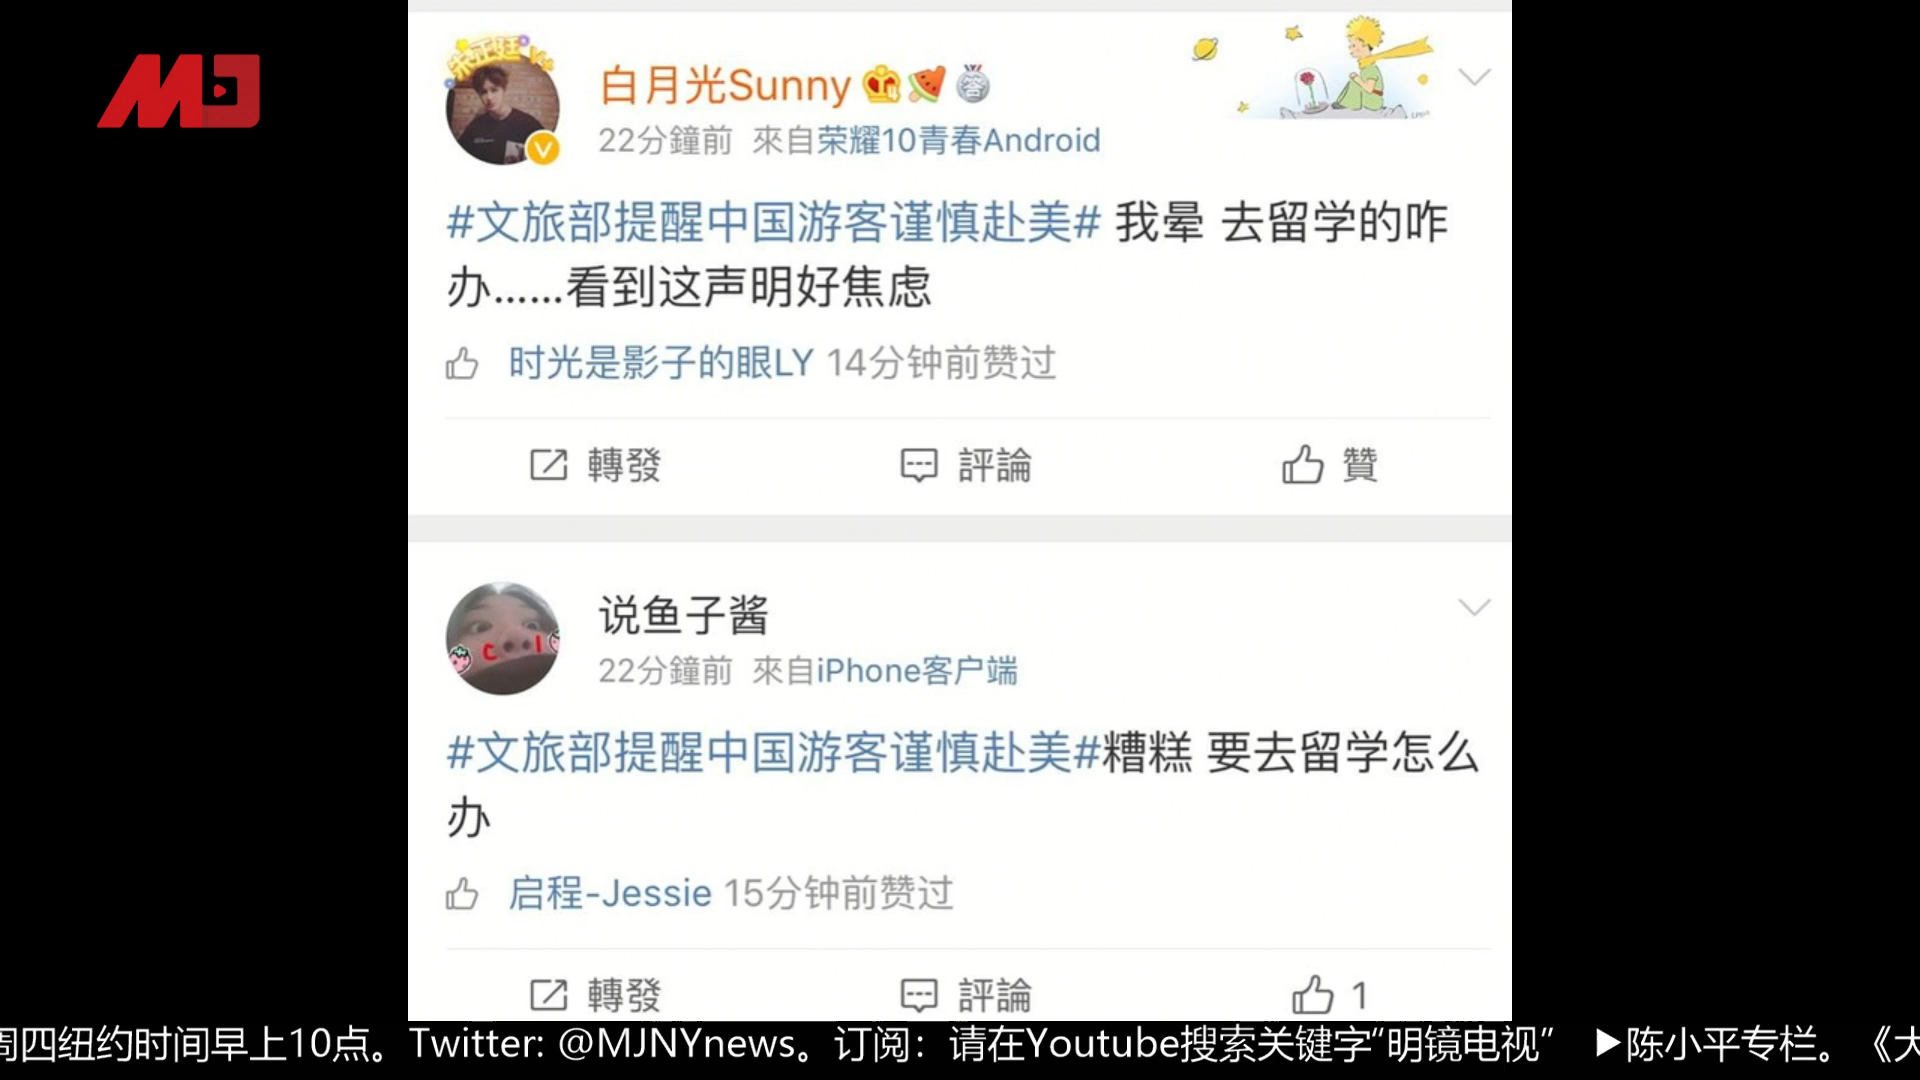 MJ
朱正廷
白月光Sunny
答
22分鐘前 來自荣耀10青春Android
#文旅部提醒中国游客谨慎赴美# 我晕 去留学的咋
办......看到这声明好焦虑
时光是影子的眼LY 14分钟前赞过
轉發
評論
贊
说鱼子酱
22分鐘前 來自iPhone客户端
#文旅部提醒中国游客谨慎赴美#糟糕 要去留学怎么
办
启程-Jessie 15分钟前赞过
轉發
評論
1
周四纽约时间早上10点。Twitter: @MJNYnews。订阅：请在Youtube搜索关键字“明镜电视” ▶陈小平专栏。《大